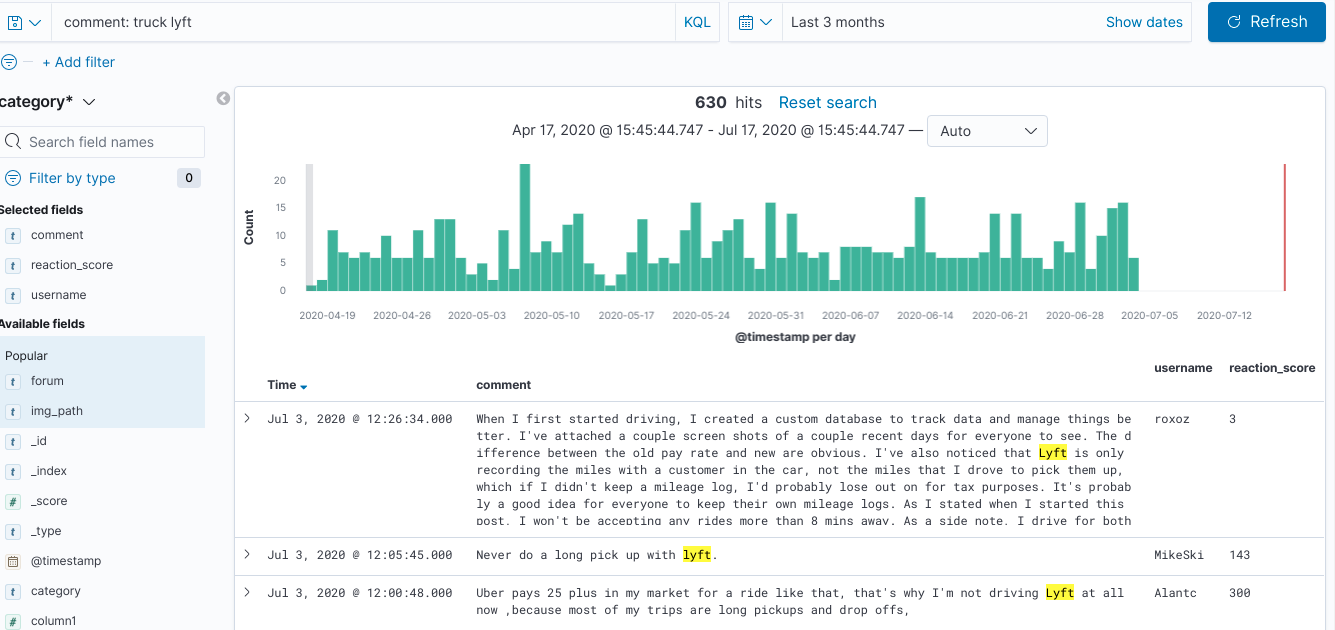 comment: truck lyft
KQL
Last 3 months
Show dates
Refresh
+ Add filter
category*
Search field names
Filter by type
0
Selected fields
t comment
t reaction_score
t username
Available fields
Popular
t forum
t img_path
t _id
t _index
# _score
t _type
@timestamp
t category
# column1
630 hits Reset search
Apr 17, 2020 @ 15:45:44.747 - Jul 17, 2020 @ 15:45:44.747 — Auto
Count
20
15
10
5
0
2020-04-19 2020-04-26 2020-05-03 2020-05-10 2020-05-17 2020-05-24 2020-05-31 2020-06-07 2020-06-14 2020-06-21 2020-06-28 2020-07-05 2020-07-12
@timestamp per day
Time comment username reaction_score
Jul 3, 2020 @ 12:26:34.000 When I first started driving, I created a custom database to track data and manage things be roxoz 3
tter. I've attached a couple screen shots of a couple recent days for everyone to see. The d
ifference between the old pay rate and new are obvious. I've also noticed that Lyft is only
recording the miles with a customer in the car, not the miles that I drove to pick them up,
which if I didn't keep a mileage log, I'd probably lose out on for tax purposes. It's probab
ly a good idea for everyone to keep their own mileage logs. As I stated when I started this
post, I won't be accepting any rides more than 8 mins away. As a side note, I drive for both
Jul 3, 2020 @ 12:05:45.000 Never do a long pick up with lyft. MikeSki 143
Jul 3, 2020 @ 12:00:48.000 Uber pays 25 plus in my market for a ride like that, that's why I'm not driving Lyft at all Alantc 300
now ,because most of my trips are long pickups and drop offs,